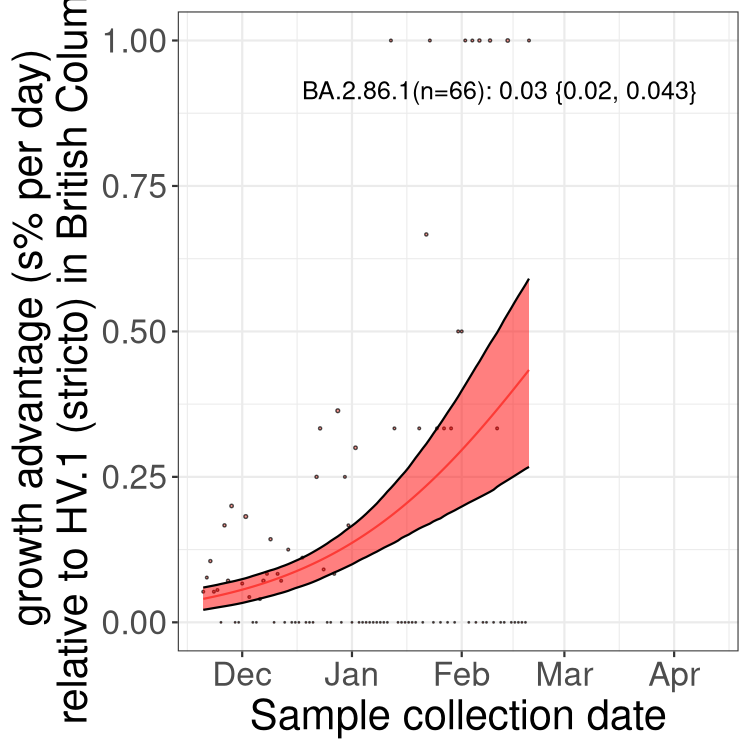 growth advantage (s% per day)
relative to HV.1 (stricto) in British Colum
1.00
0.75
0.50
0.25
0.00
BA.2.86.1(n=66): 0.03 {0.02, 0.043}
Dec Jan Feb Mar Apr
Sample collection date